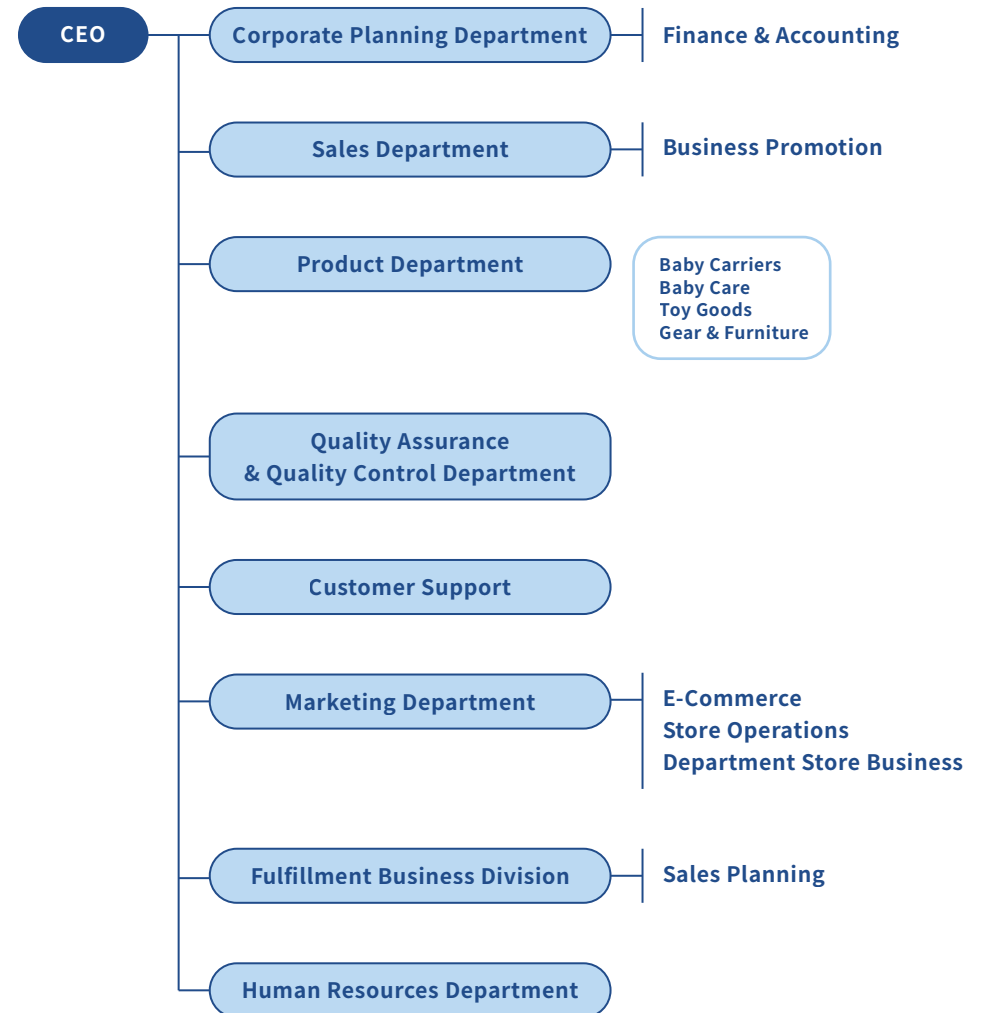 CEO
Corporate Planning Department
Finance & Accounting
Sales Department
Business Promotion
Product Department
Baby Carriers
Baby Care
Toy Goods
Gear & Furniture
Quality Assurance
& Quality Control Department
Customer Support
Marketing Department
E-Commerce
Store Operations
Department Store Business
Fulfillment Business Division
Sales Planning
Human Resources Department